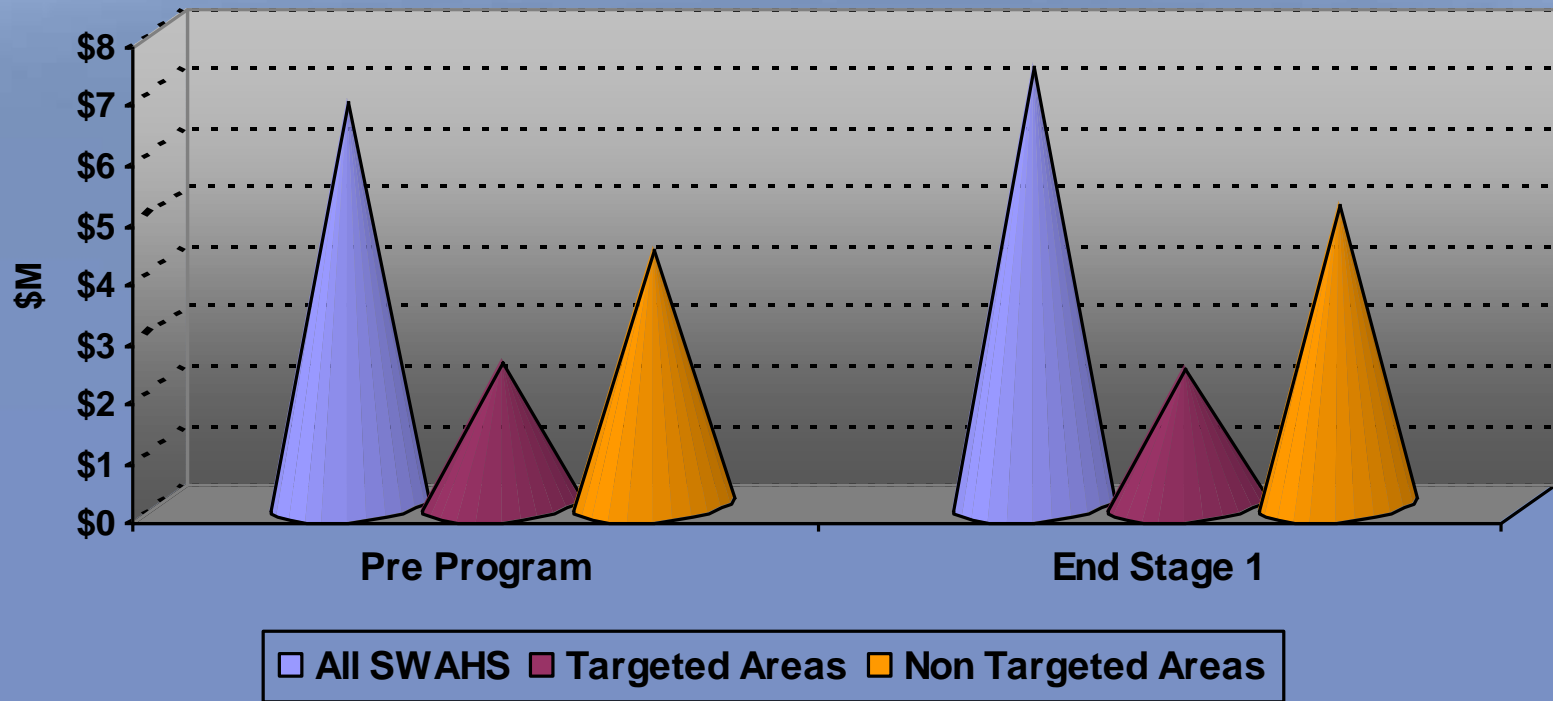 $8
$7
$6
$5
$4
$3
$2
$1
$0
$M
Pre Program
End Stage 1
All SWAHS
Targeted Areas
Non Targeted Areas